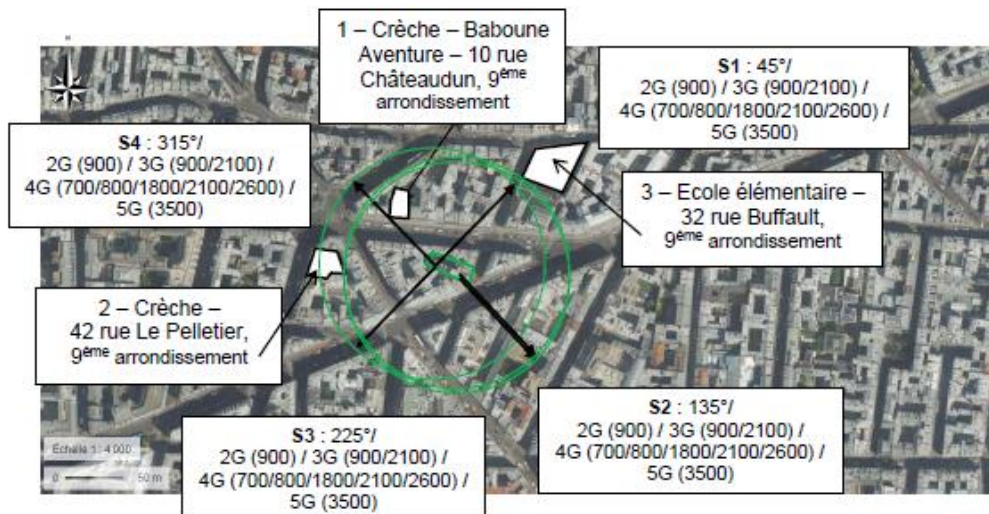 1 – Crèche – Baboune
Aventure – 10 rue
Châteaudun, 9ème
arrondissement
S1 : 45°/
2G (900) / 3G (900/2100) /
4G (700/800/1800/2100/2600) /
5G (3500)
S4 : 315°/
2G (900) / 3G (900/2100) /
4G (700/800/1800/2100/2600) /
5G (3500)
3 – Ecole élémentaire –
32 rue Buffault,
9ème arrondissement
2 – Crèche –
42 rue Le Pelletier,
9ème arrondissement
S2 : 135°/
2G (900) / 3G (900/2100) /
4G (700/800/1800/2100/2600) /
5G (3500)
S3 : 225°/
2G (900) / 3G (900/2100) /
4G (700/800/1800/2100/2600) /
5G (3500)
Échelle 1 : 4 000
0 50 m